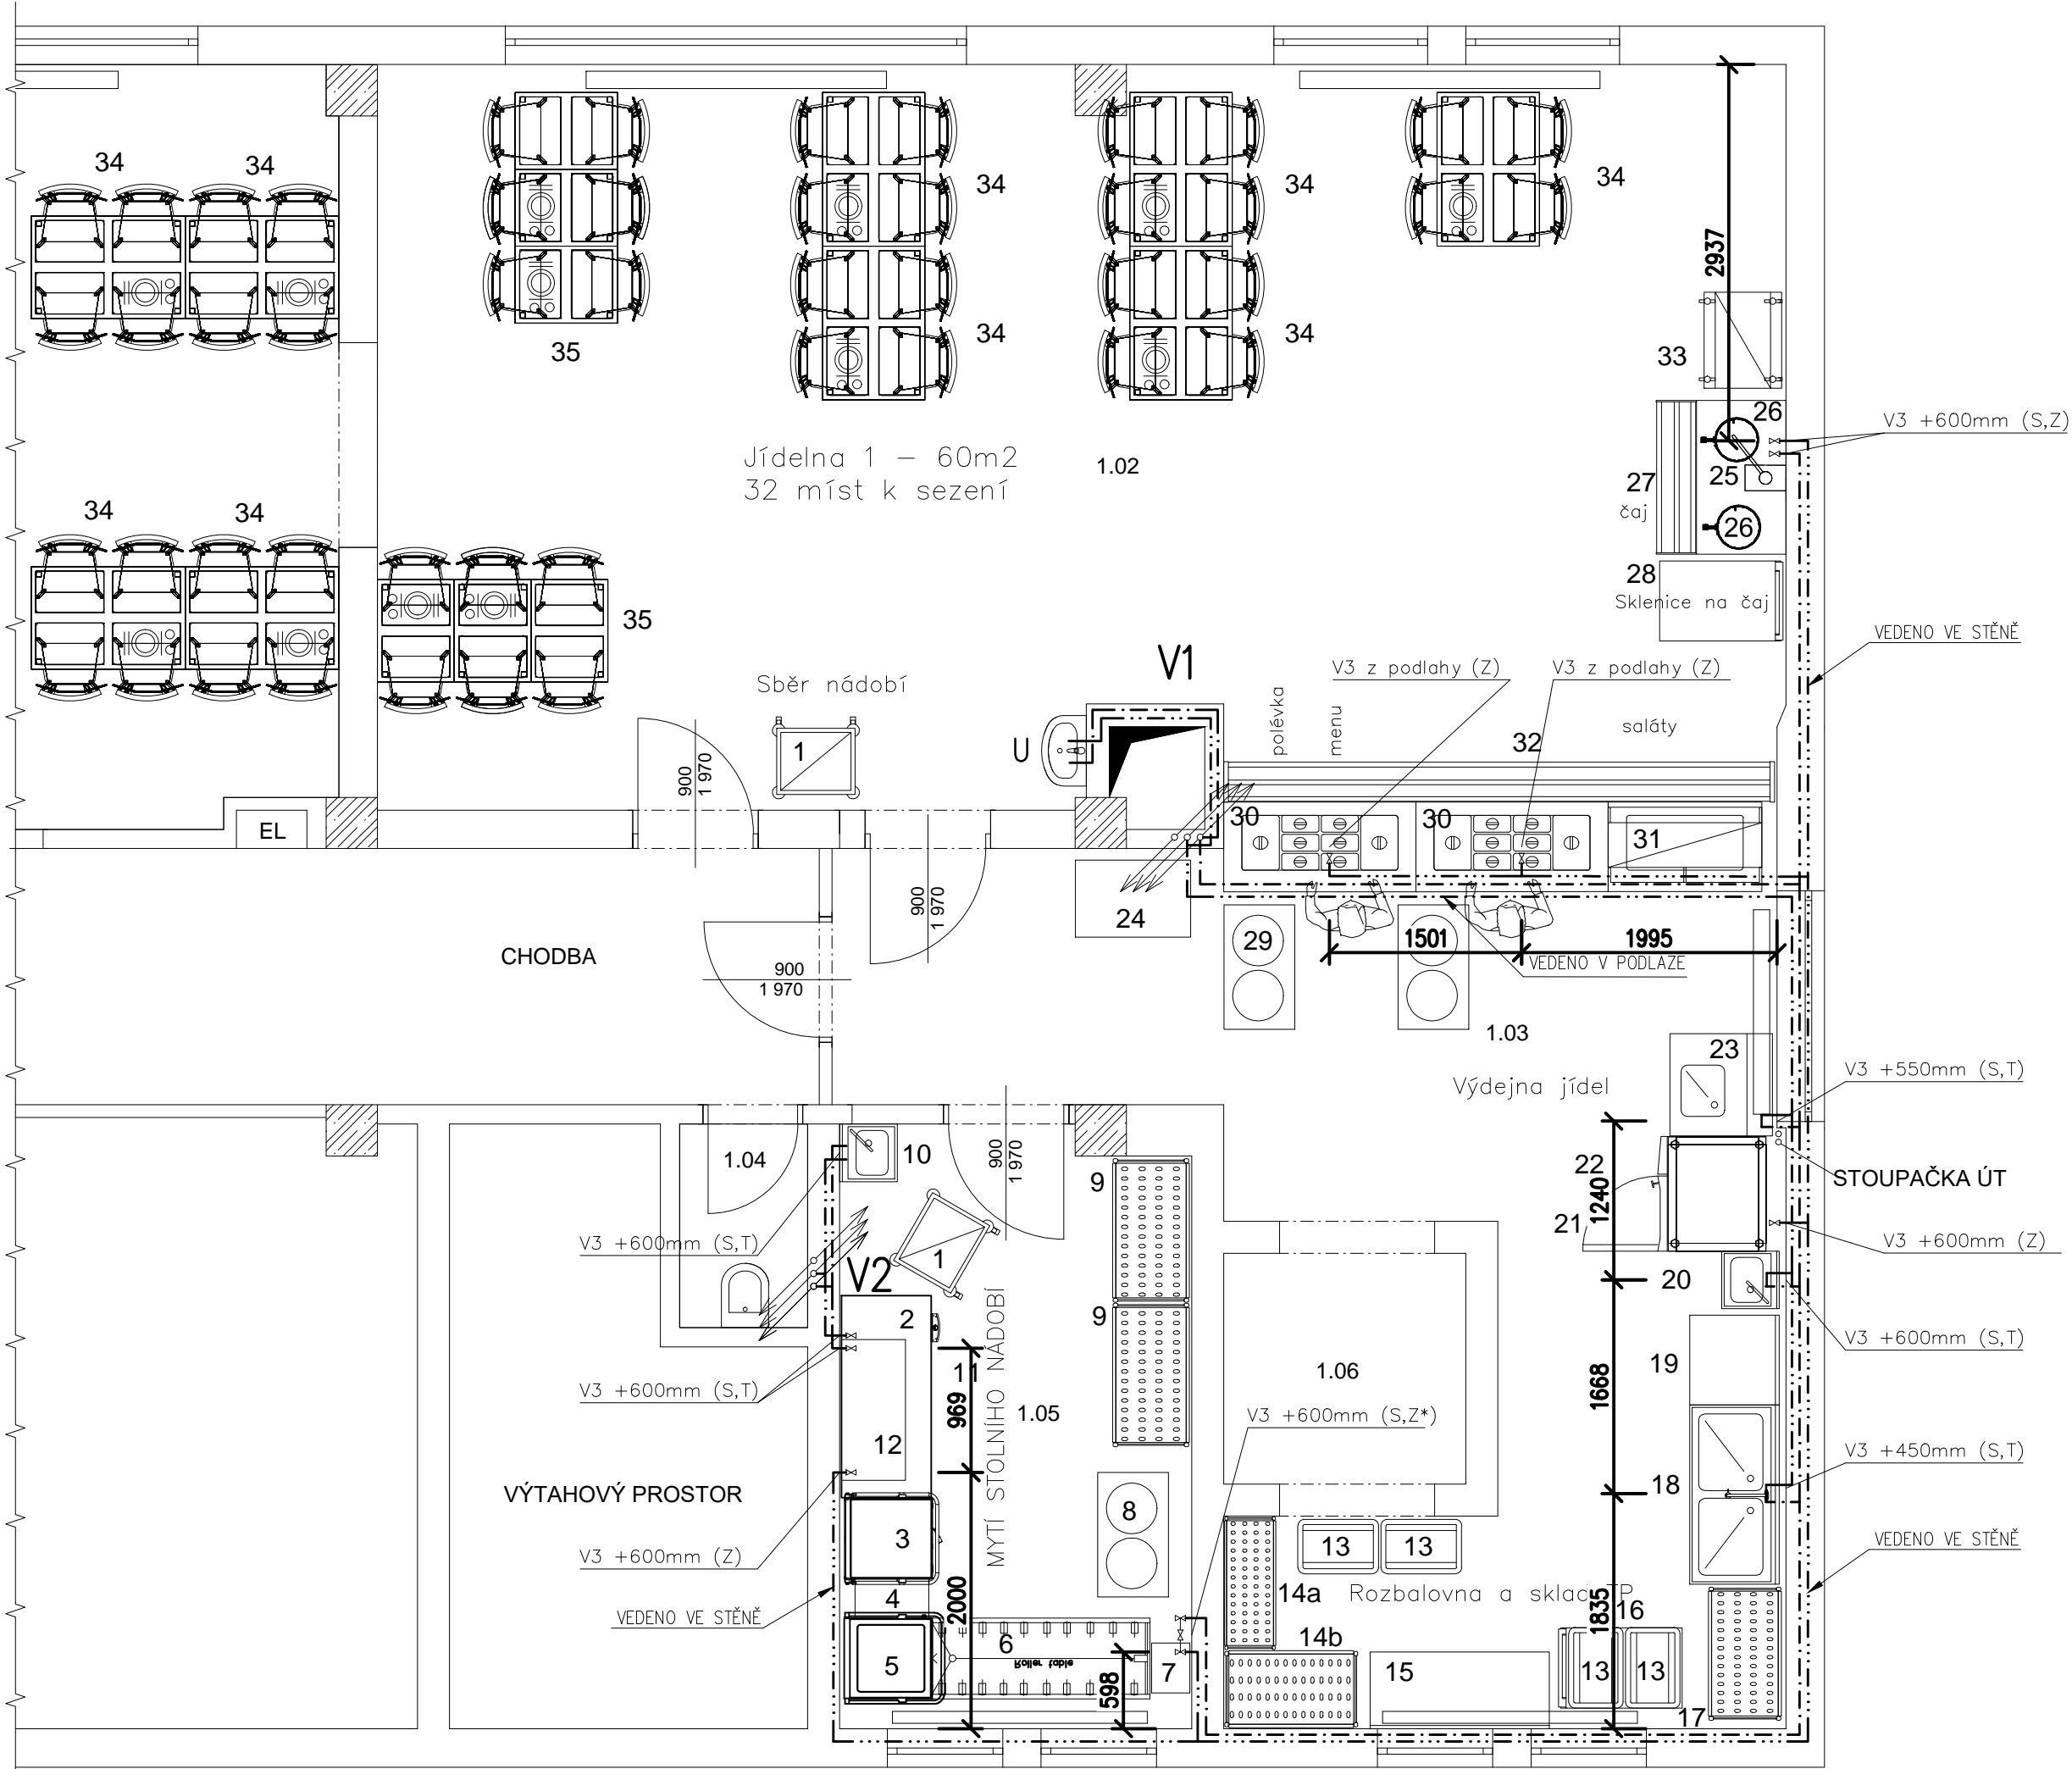 34
34
34
34
34
34
34
35
2937
33
26
V3 +600mm (S,Z)
Jídelna 1 – 60m2
32 míst k sezení
1.02
27
čaj
25
26
34
34
28
Sklenice na čaj
35
VEDENO VE STĚNĚ
Sběr nádobí
V1
V3 z podlahy (Z)
V3 z podlahy (Z)
polévka
menu
saláty
1
U
32
900
1 970
EL
30
30
31
900
1 970
24
29
1501
1995
CHODBA
900
1 970
VEDENO V PODLAZE
1.03
23
V3 +550mm (S,T)
Výdejna jídel
1.04
10
900
1 970
9
22
1240
STOUPAČKA ÚT
21
V3 +600mm (S,T)
1
V3 +600mm (Z)
V2
20
2
9
V3 +600mm (S,T)
MYTÍ STOLNÍHO NÁDOBÍ
11
969
1.06
19
1668
V3 +600mm (S,T)
1.05
V3 +600mm (S,Z*)
12
V3 +450mm (S,T)
18
VÝTAHOVÝ PROSTOR
8
3
13
13
VEDENO VE STĚNĚ
V3 +600mm (Z)
4
2000
14a
Rozbalovna a sklad TP
1835
16
VEDENO VE STĚNĚ
6
14b
Roller table
5
7
15
13
13
598
17